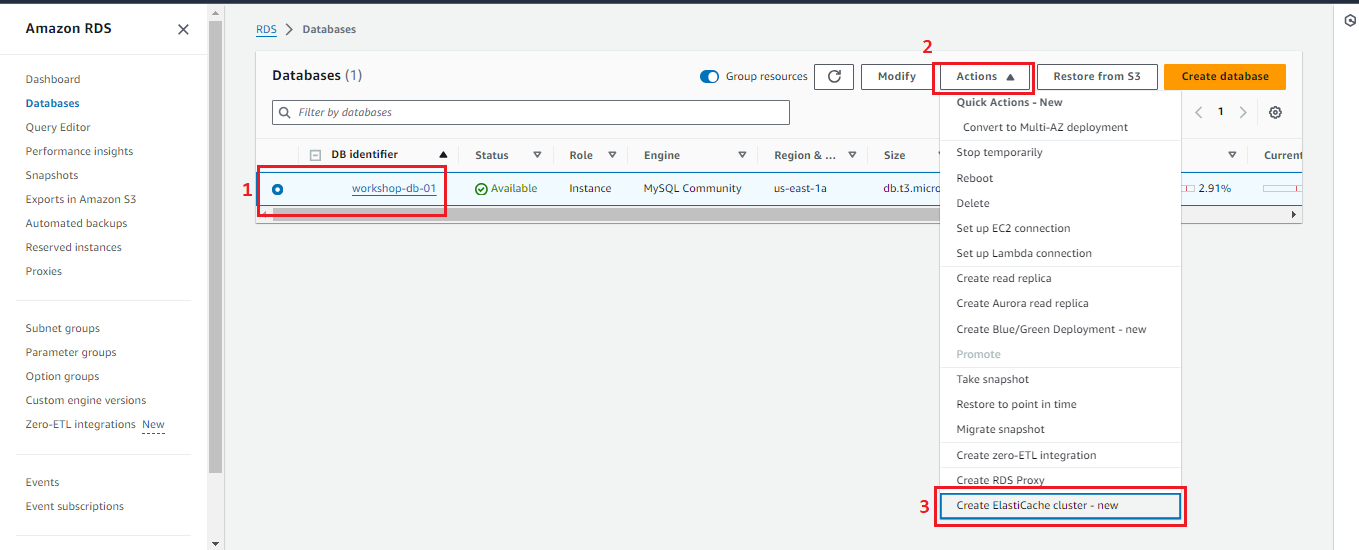 Amazon RDS
Dashboard
Databases
Query Editor
Performance insights
Snapshots
Exports in Amazon S3
Automated backups
Reserved instances
Proxies
Subnet groups
Parameter groups
Option groups
Custom engine versions
Zero-ETL integrations New
Events
Event subscriptions
RDS Databases
2
Databases (1) Group resources Modify Actions Restore from S3 Create database
Filter by databases 1
DB identifier Status Role Engine Region & ... Size Current
1 workshop-db-01 Available Instance MySQL Community us-east-1a db.t3.micro 2.91%
Quick Actions - New
Convert to Multi-AZ deployment
Stop temporarily
Reboot
Delete
Set up EC2 connection
Set up Lambda connection
Create read replica
Create Aurora read replica
Create Blue/Green Deployment - new
Promote
Take snapshot
Restore to point in time
Migrate snapshot
Create zero-ETL integration
Create RDS Proxy
3 Create ElastiCache cluster - new